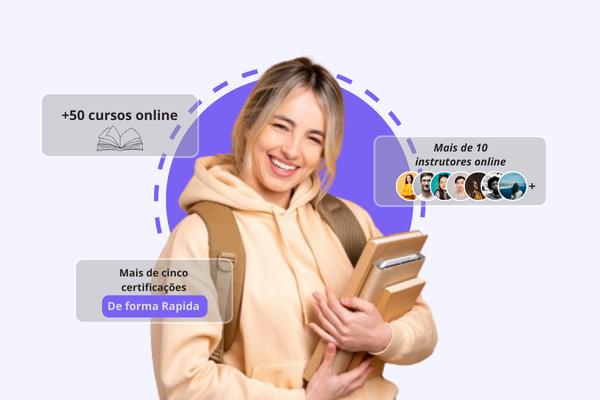 +50 cursos online
Mais de 10
instrutores online
+
Mais de cinco
certificações
De forma Rapida